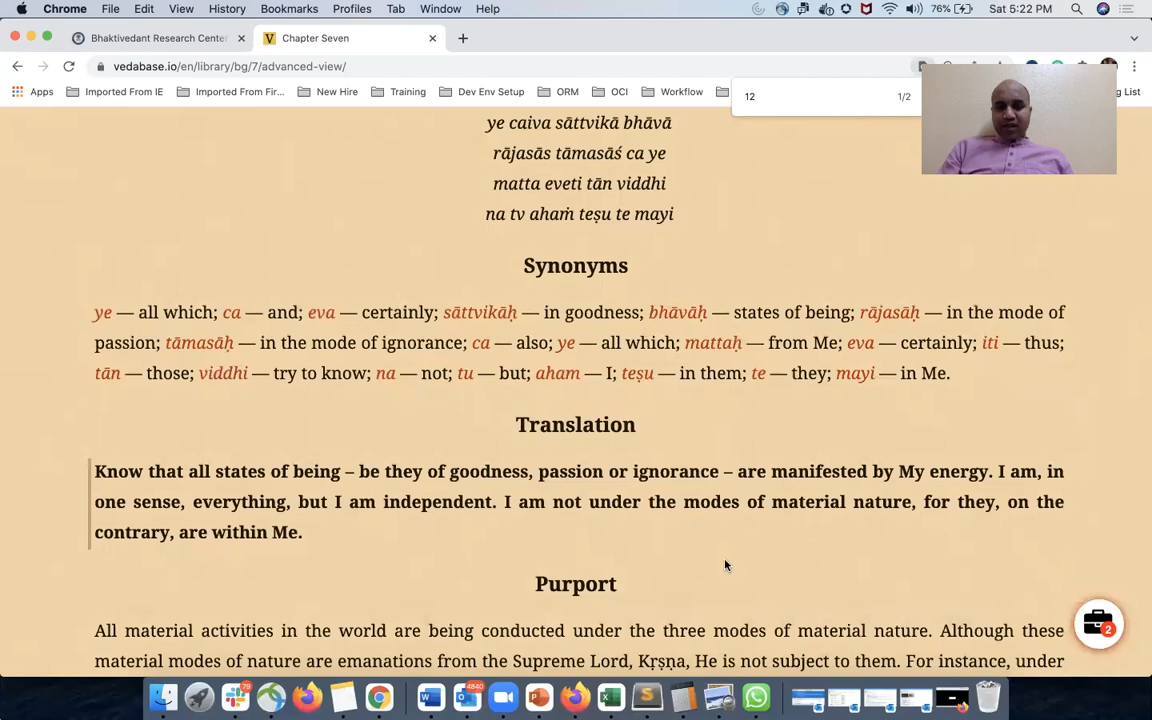 Chrome File Edit View History Bookmarks Profiles Tab Window Help 76% Sat 5:22 PM
Bhaktivedant Research Center Chapter Seven
vedabase.io/en/library/bg/7/advanced-view/
Apps Imported From IE Imported From Fir... New Hire Training Dev Env Setup ORM OCI Workflow
12 1/2
ng List
ye caiva sāttvikā bhāvā
rājasās tāmasāś ca ye
matta eveti tān viddhi
na tv ahaṁ teṣu te mayi
Synonyms
ye — all which; ca — and; eva — certainly; sāttvikāḥ — in goodness; bhāvāḥ — states of being; rājasāḥ — in the mode of
passion; tāmasāḥ — in the mode of ignorance; ca — also; ye — all which; mattaḥ — from Me; eva — certainly; iti — thus;
tān — those; viddhi — try to know; na — not; tu — but; aham — I; teṣu — in them; te — they; mayi — in Me.
Translation
Know that all states of being – be they of goodness, passion or ignorance – are manifested by My energy. I am, in
one sense, everything, but I am independent. I am not under the modes of material nature, for they, on the
contrary, are within Me.
Purport
All material activities in the world are being conducted under the three modes of material nature. Although these
material modes of nature are emanations from the Supreme Lord, Kṛṣṇa, He is not subject to them. For instance, under
2
79
4840